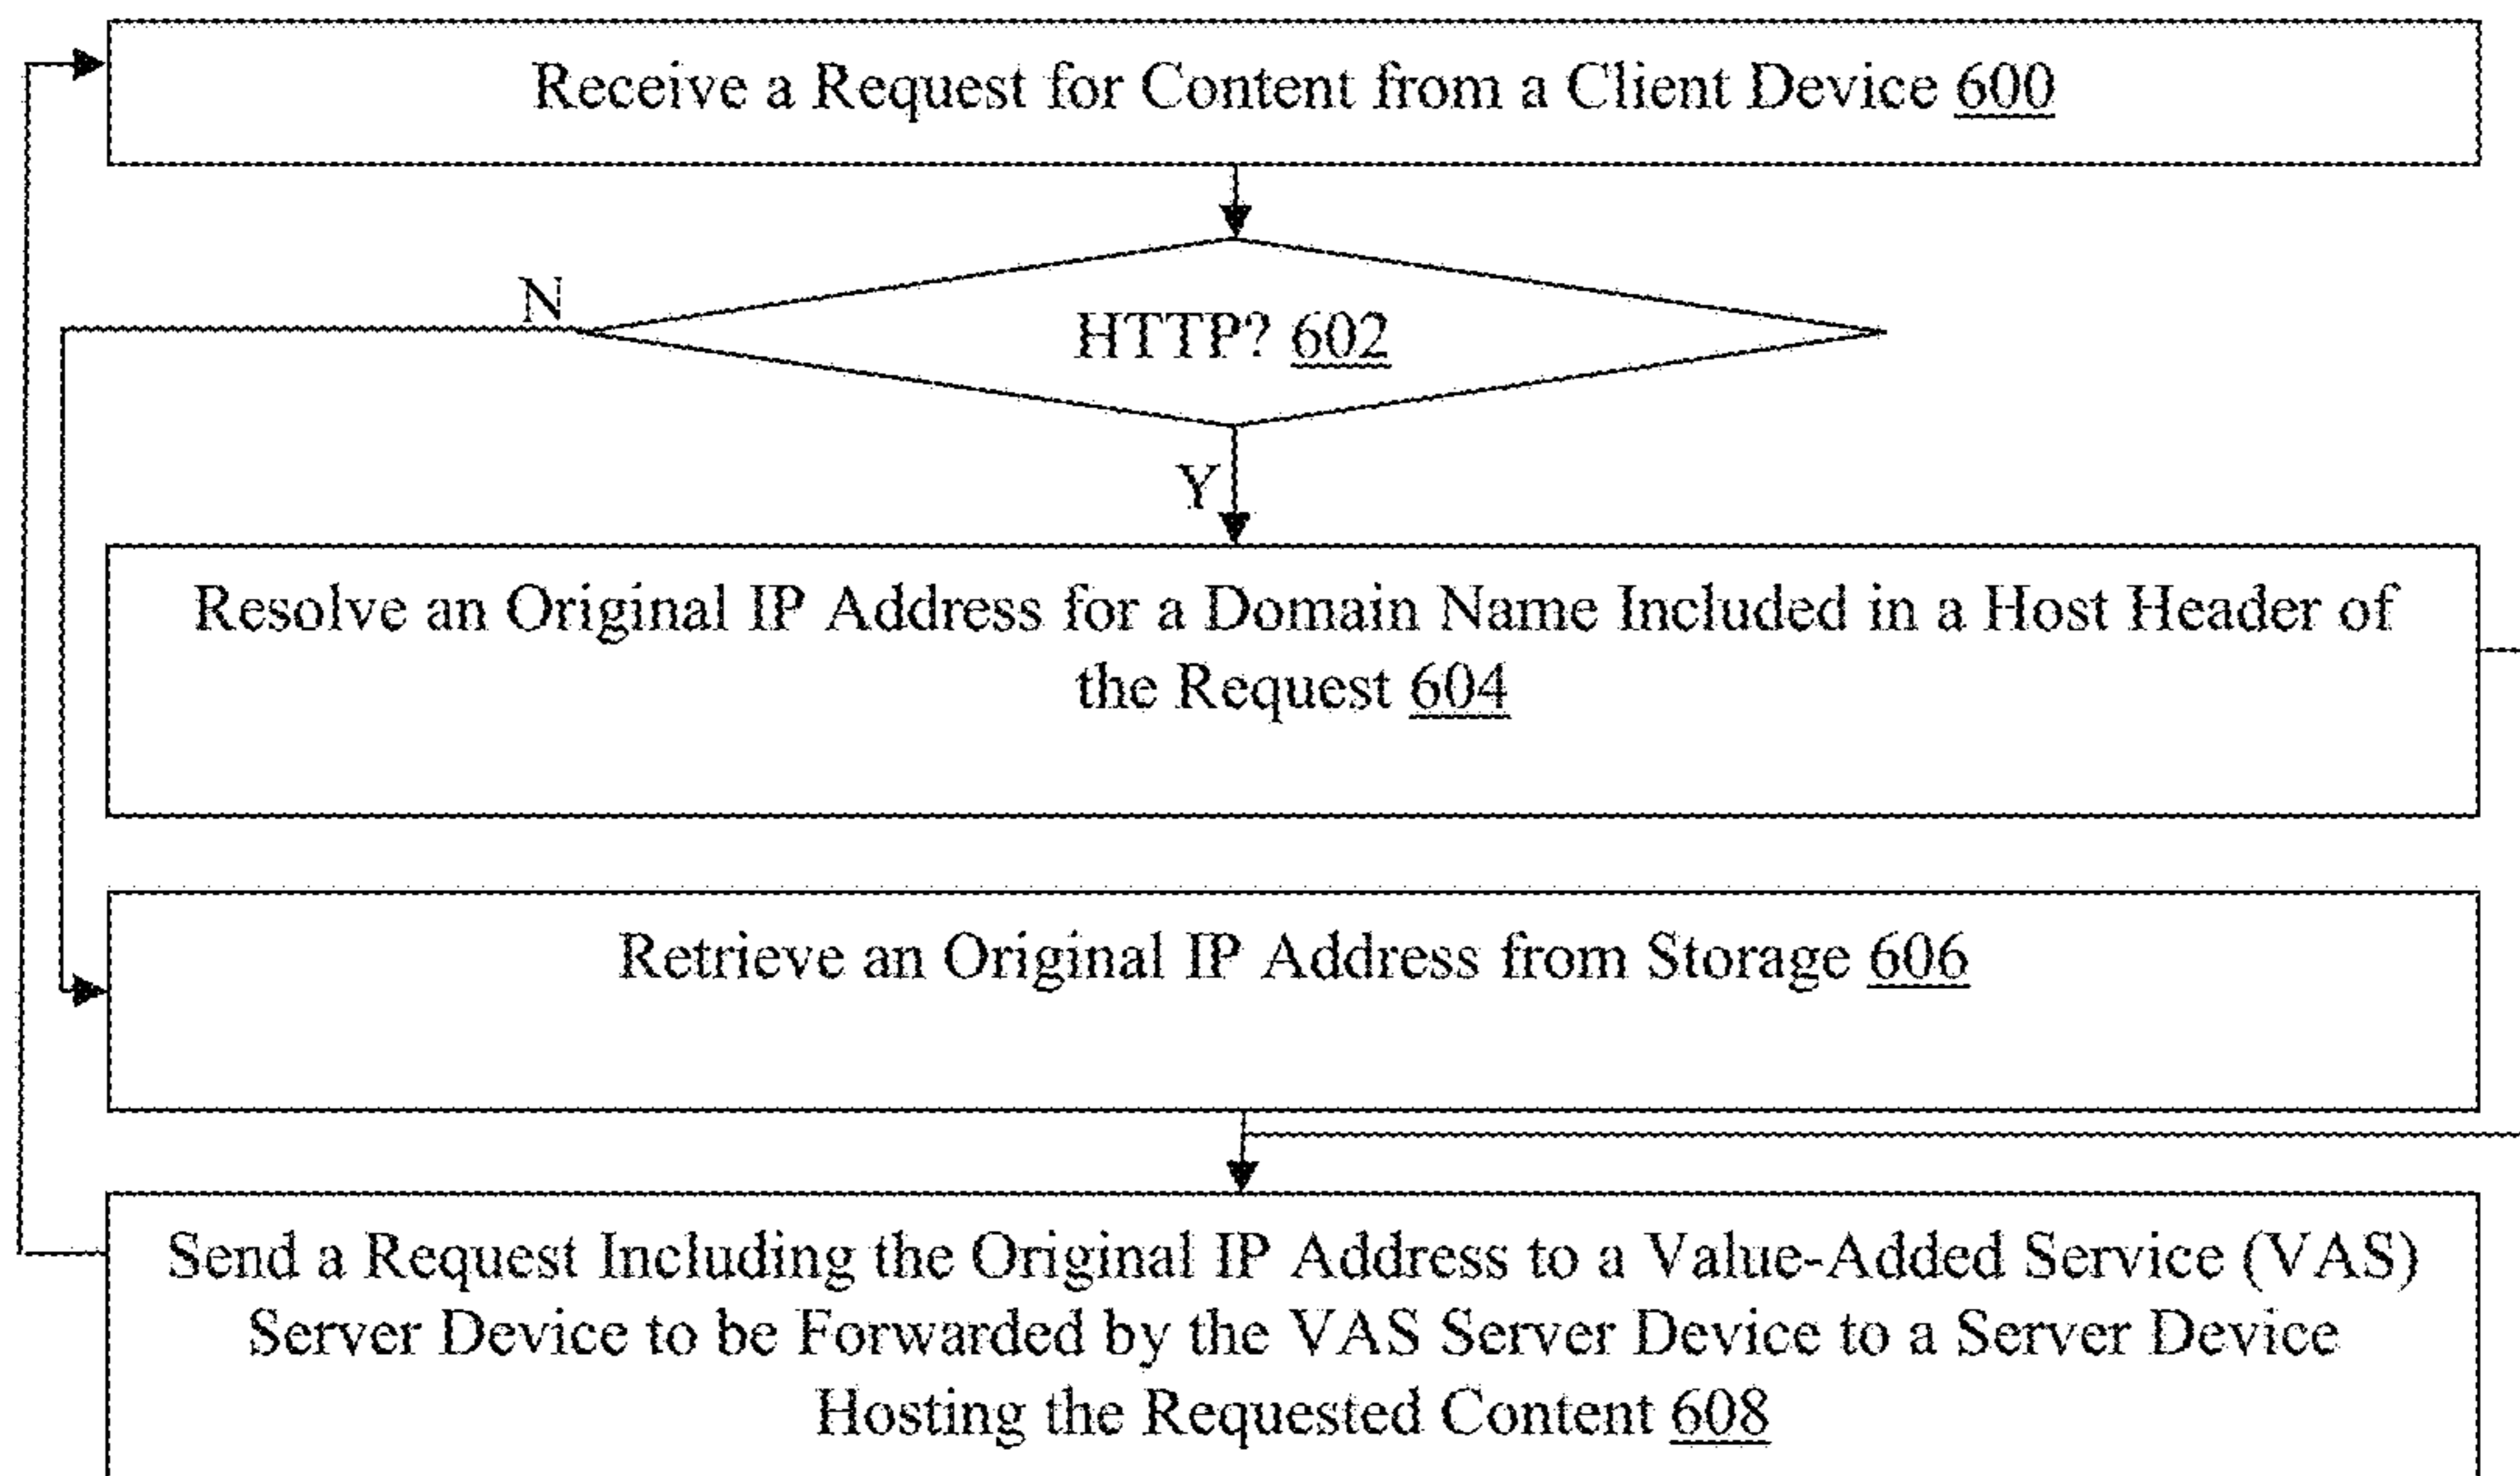 Receive a Request for Content from a Client Device 600
N
HTTP? 602
Y
Resolve an Original IP Address for a Domain Name Included in a Host Header of
the Request 604
Retrieve an Original IP Address from Storage 606
Send a Request Including the Original IP Address to a Value-Added Service (VAS)
Server Device to be Forwarded by the VAS Server Device to a Server Device
Hosting the Requested Content 608